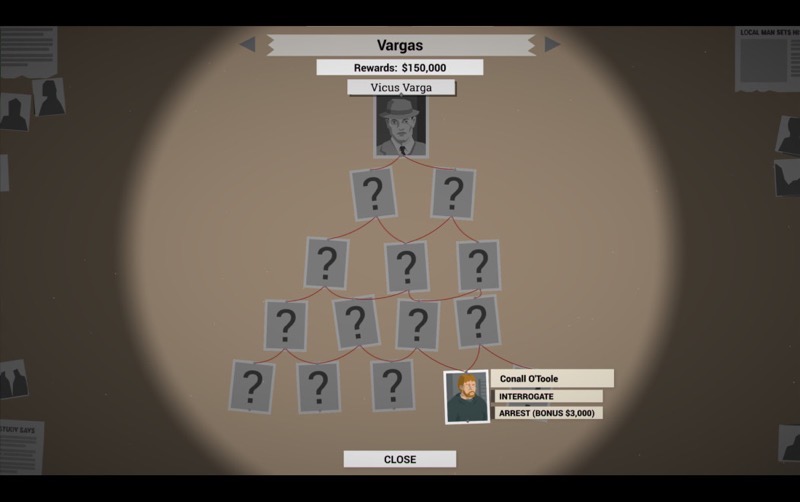 LOCAL MAN SETS
Vargas
Rewards: $150,000
Vicus Varga
?
?
?
?
?
?
?
?
?
?
?
?
Conall O'Toole
INTERROGATE
ARREST (BONUS $3,000)
STUDY SAYS
CLOSE